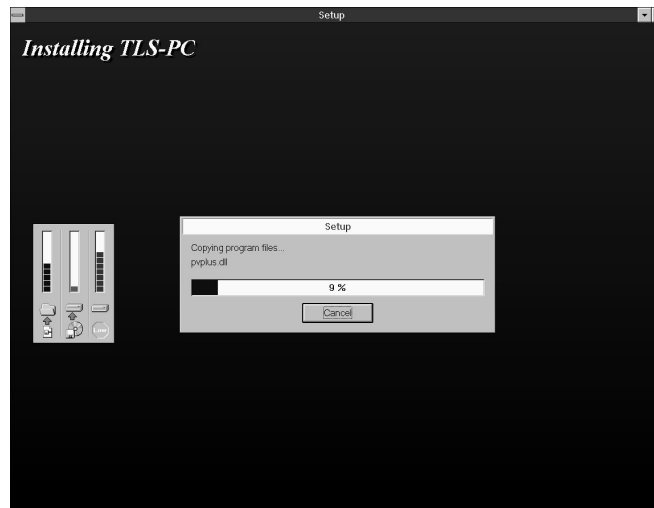 Setup
Installing TLS-PC
Setup
Copying program files...
pvplus.dll
9 %
Cancel